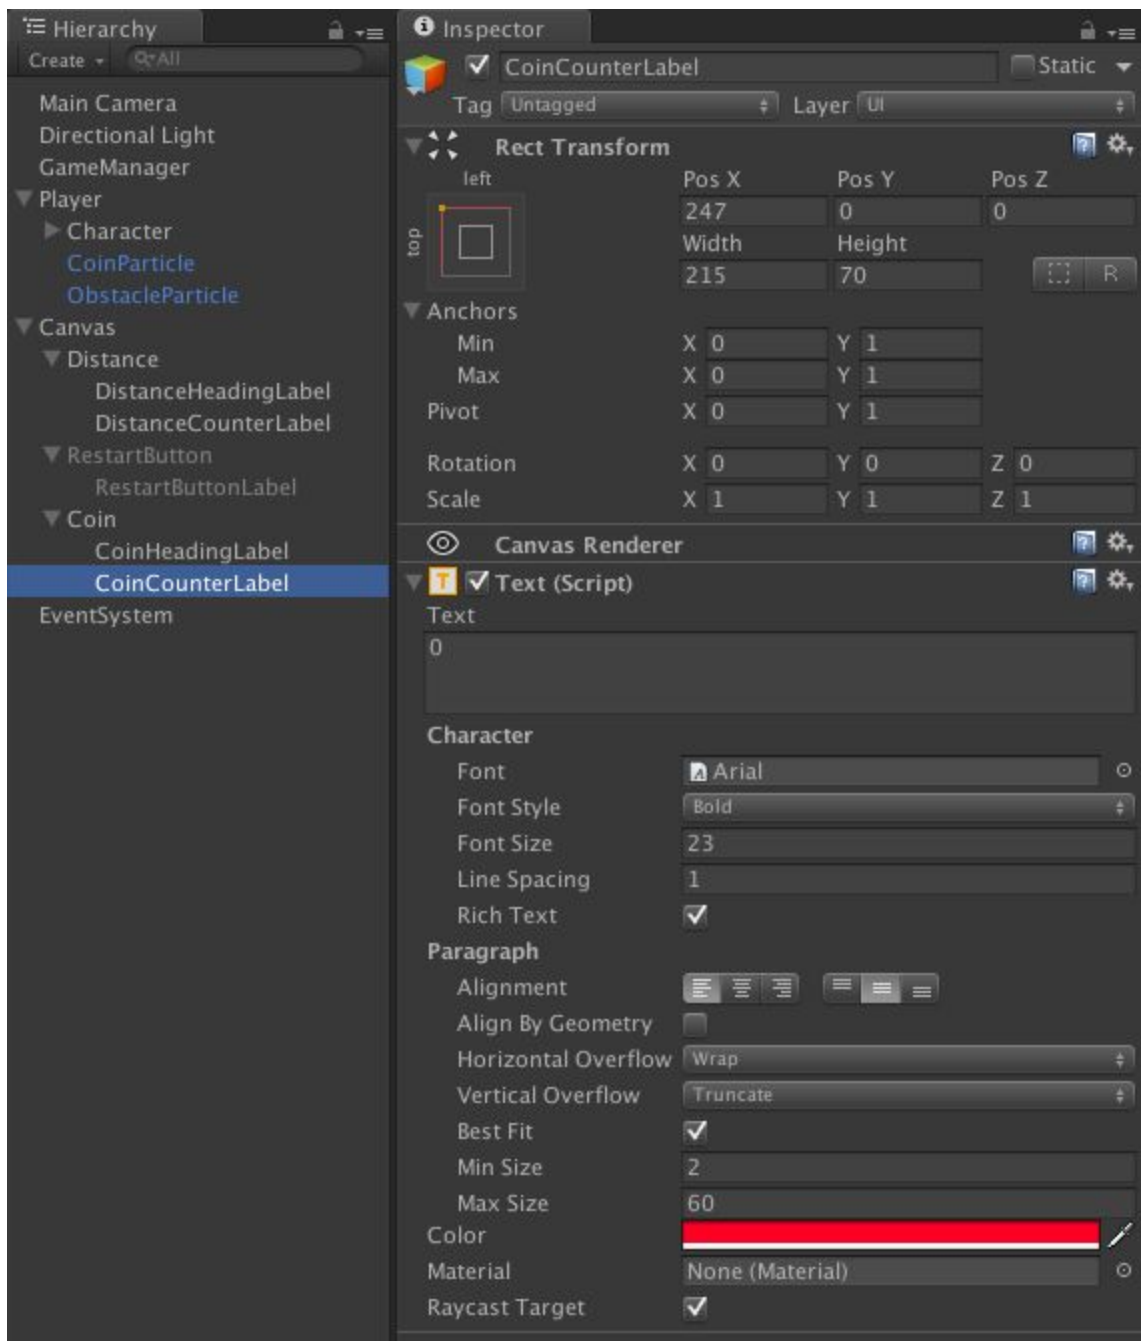 Hierarchy
Create
All
Main Camera
Directional Light
GameManager
Player
Character
CoinParticle
ObstacleParticle
Canvas
Distance
DistanceHeadingLabel
DistanceCounterLabel
RestartButton
RestartButtonLabel
Coin
CoinHeadingLabel
CoinCounterLabel
EventSystem
Inspector
CoinCounterLabel Static
Tag Untagged Layer UI
Rect Transform
left Pos X Pos Y Pos Z
top 247 0 0
Width Height
215 70 R
Anchors
Min X 0 Y 1
Max X 0 Y 1
Pivot X 0 Y 1
Rotation X 0 Y 0 Z 0
Scale X 1 Y 1 Z 1
Canvas Renderer
T Text (Script)
Text
0
Character
Font Arial
Font Style Bold
Font Size 23
Line Spacing 1
Rich Text
Paragraph
Alignment
Align By Geometry
Horizontal Overflow Wrap
Vertical Overflow Truncate
Best Fit
Min Size 2
Max Size 60
Color
Material None (Material)
Raycast Target